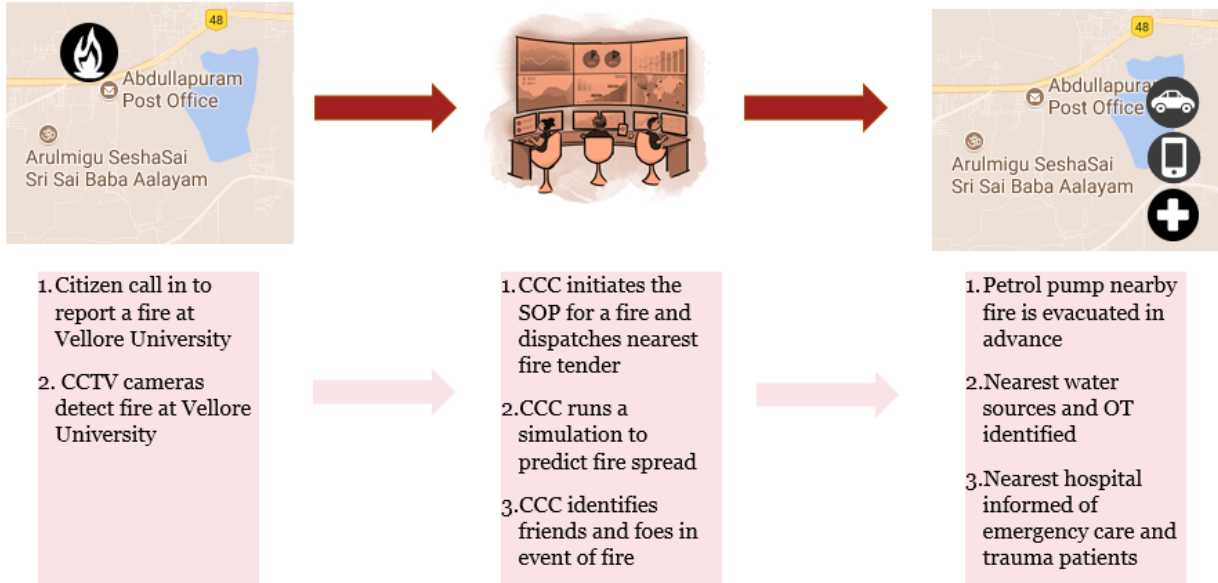 48
Abdullapuram
Post Office
Arulmigu SeshaSai
Sri Sai Baba Aalayam
48
Abdullapuram
Post Office
Arulmigu SeshaSai
Sri Sai Baba Aalayam
1. Citizen call in to
report a fire at
Vellore University
2. CCTV cameras
detect fire at Vellore
University
1. CCC initiates the
SOP for a fire and
dispatches nearest
fire tender
2. CCC runs a
simulation to
predict fire spread
3. CCC identifies
friends and foes in
event of fire
1. Petrol pump nearby
fire is evacuated in
advance
2. Nearest water
sources and OT
identified
3. Nearest hospital
informed of
emergency care and
trauma patients